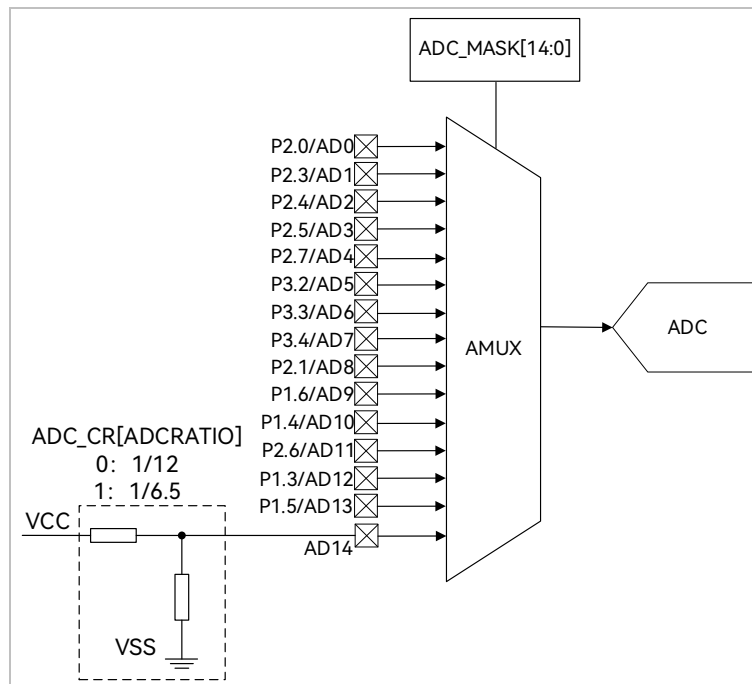 ADC_MASK[14:0]
P2.0/AD0
P2.3/AD1
P2.4/AD2
P2.5/AD3
P2.7/AD4
P3.2/AD5
P3.3/AD6
P3.4/AD7
P2.1/AD8
P1.6/AD9
P1.4/AD10
P2.6/AD11
P1.3/AD12
P1.5/AD13
AD14
AMUX
ADC
ADC_CR[ADCRATIO]
0: 1/12
1: 1/6.5
VCC
VSS